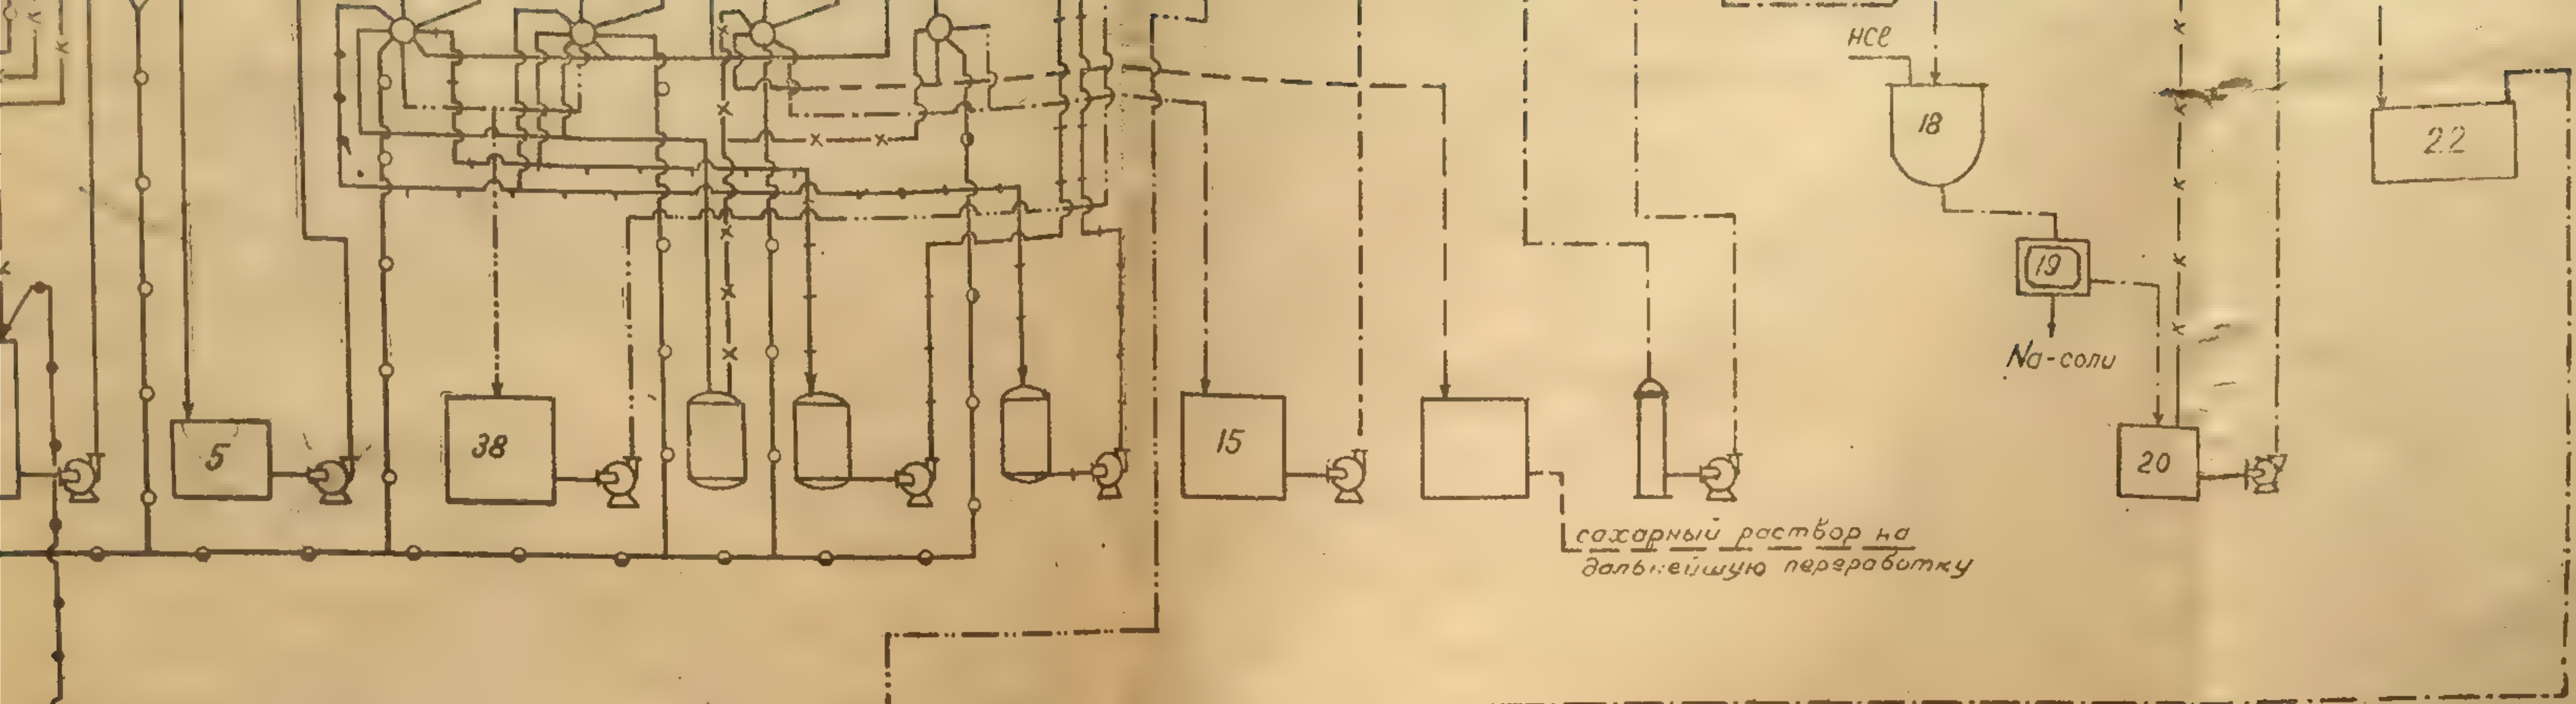 HCl
18
22
19
Na-соли
5
38
15
20
сахарный раствор на
дальнейшую переработку